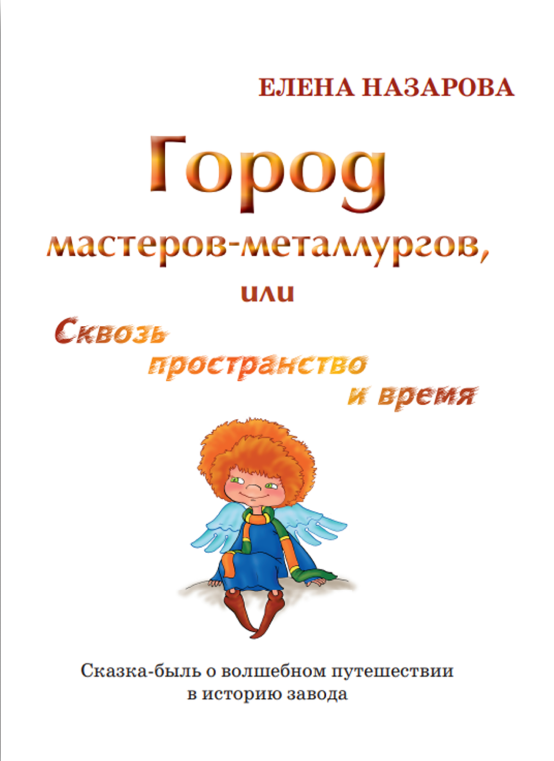 ЕЛЕНА НАЗАРОВА
Город
мастеров-металлургов,
или
Сквозь
пространство
и время
Сказка-быль о волшебном путешествии
в историю завода